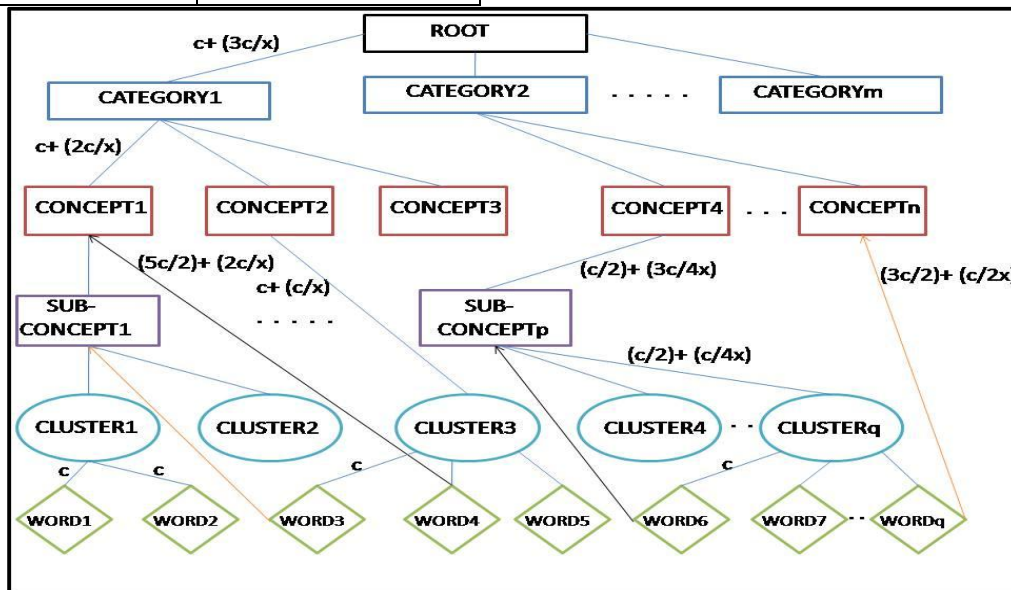 ROOT
c+ (3c/x)
CATEGORY1
CATEGORY2
. . . . .
CATEGORYm
c+ (2c/x)
CONCEPT1
CONCEPT2
CONCEPT3
CONCEPT4
. . .
CONCEPTn
(5c/2)+ (2c/x)
c+ (c/x)
(c/2)+ (3c/4x)
(3c/2)+ (c/2x)
SUB-
CONCEPT1
. . . . .
SUB-
CONCEPTp
(c/2)+ (c/4x)
CLUSTER1
CLUSTER2
CLUSTER3
CLUSTER4
. .
CLUSTERq
c
c
c
c
WORD1
WORD2
WORD3
WORD4
WORD5
WORD6
WORD7
. .
WORDq